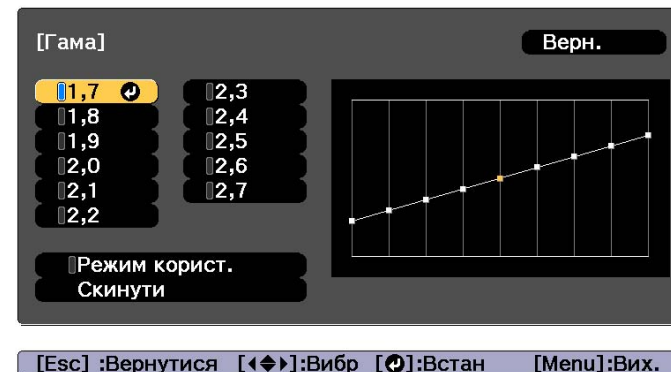 [Гама]
Верн.
1,7
1,8
1,9
2,0
2,1
2,2
2,3
2,4
2,5
2,6
2,7
Режим корист.
Скинути
[Esc] :Вернутися [◀◆▶]:Вибр [↵]:Встан [Menu]:Вих.